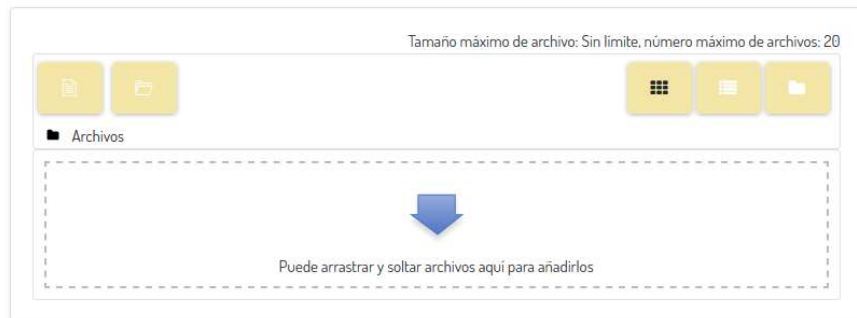 Tamaño máximo de archivo: Sin límite, número máximo de archivos: 20
Archivos
Puede arrastrar y soltar archivos aquí para añadirlos